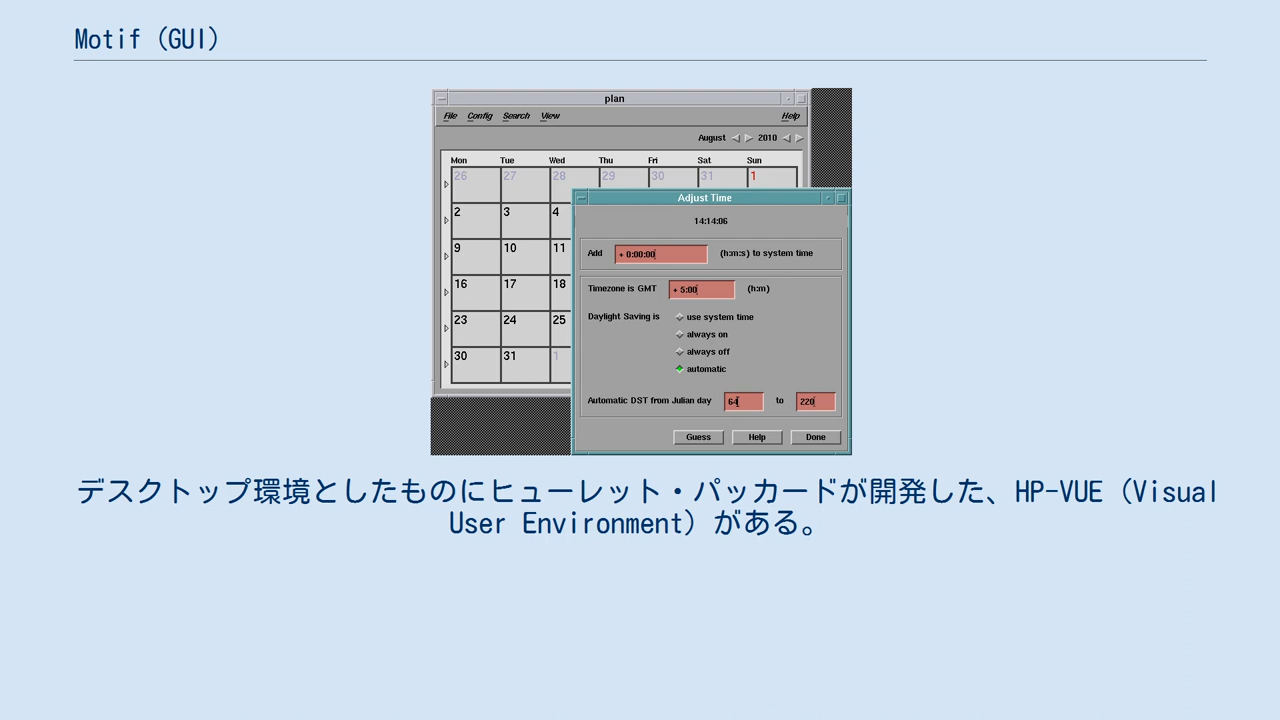 Motif（GUI）
plan
File Config Search View Help
August 2010
Mon Tue Wed Thu Fri Sat Sun
26 27 28 29 30 31 1
Adjust Time
14:14:06
2 3 4
Add + 0:00:00 (h:m:s) to system time
9 10 11
Timezone is GMT + 5:00 (h:m)
16 17 18
Daylight Saving is use system time
23 24 25
always on
always off
30 31 1
automatic
Automatic DST from Julian day 64 to 220
Guess Help Done
デスクトップ環境としたものにヒューレット・パッカードが開発した、HP-VUE（Visual
User Environment）がある。